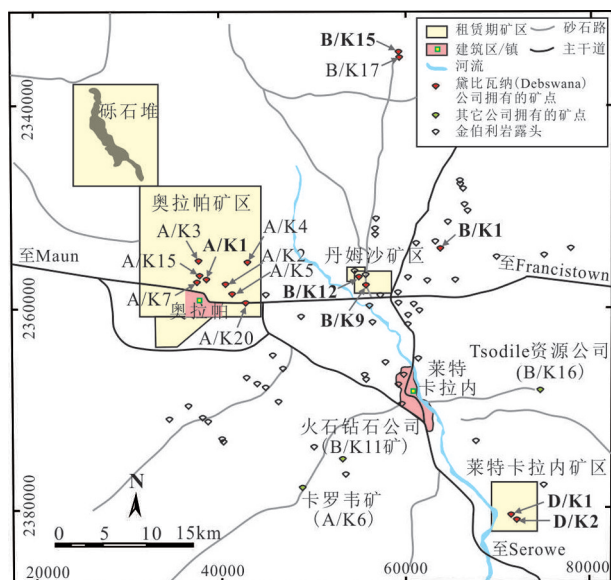 B/K15
B/K17
租赁期矿区
建筑区/镇
河流
黛比瓦纳(Debswana)
公司拥有的矿点
其它公司拥有的矿点
金伯利岩露头
砂石路
主干道
2340000
砾石堆
奥拉帕矿区
A/K3
A/K4
A/K1
A/K15
A/K2
A/K5
A/K7
至Maun
奥拉帕
A/K20
丹姆沙矿区
B/K1
至Francistown
B/K12
B/K9
2360000
Tsodile资源公司
(B/K16)
莱特
卡拉内
火石钻石公司
(B/K11矿)
莱特卡拉内矿区
卡罗韦矿
(A/K6)
D/K1
D/K2
N
2380000
0 5 10 15km
至Serowe
20000
40000
60000
80000